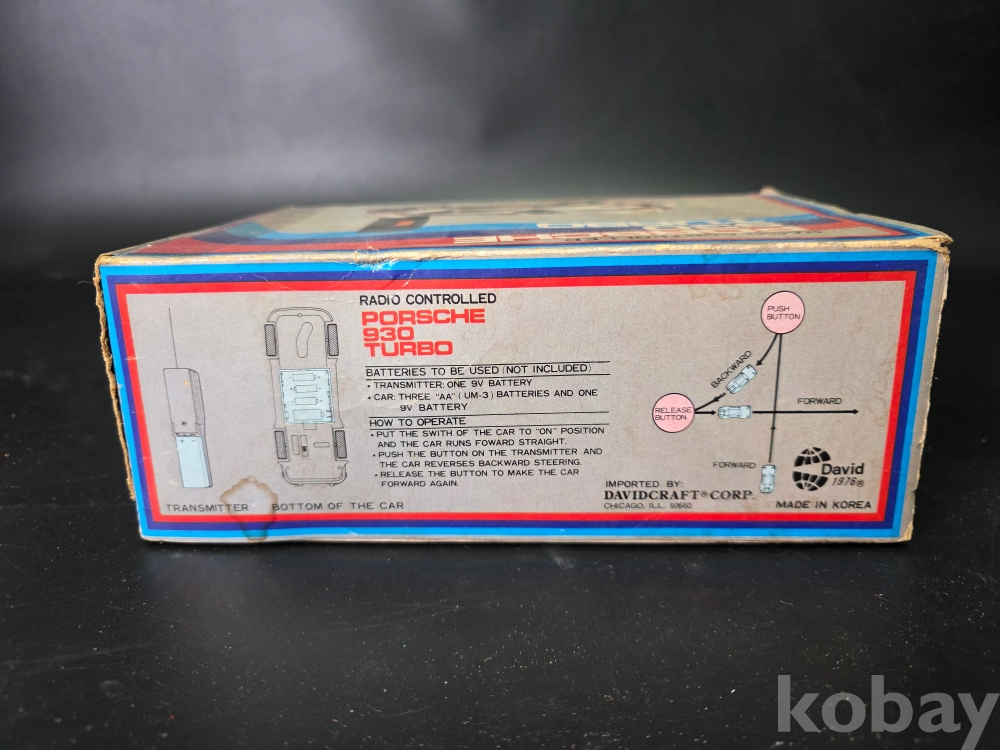 RADIO CONTROLLED
PORSCHE
930
TURBO
BATTERIES TO BE USED (NOT INCLUDED)
• TRANSMITTER: ONE 9V BATTERY
• CAR: THREE "AA" (UM-3) BATTERIES AND ONE
9V BATTERY
HOW TO OPERATE
• PUT THE SWITH OF THE CAR TO "ON" POSITION
AND THE CAR RUNS FOWARD STRAIGHT.
• PUSH THE BUTTON ON THE TRANSMITTER AND
THE CAR REVERSES BACKWARD STEERING.
• RELEASE THE BUTTON TO MAKE THE CAR
FORWARD AGAIN.
TRANSMITTER
BOTTOM OF THE CAR
PUSH
BUTTON
BACKWARD
RELEASE
BUTTON
FORWARD
FORWARD
David
1976®
IMPORTED BY:
DAVIDCRAFT® CORP.
CHICAGO, ILL. 60660
MADE IN KOREA
kobay